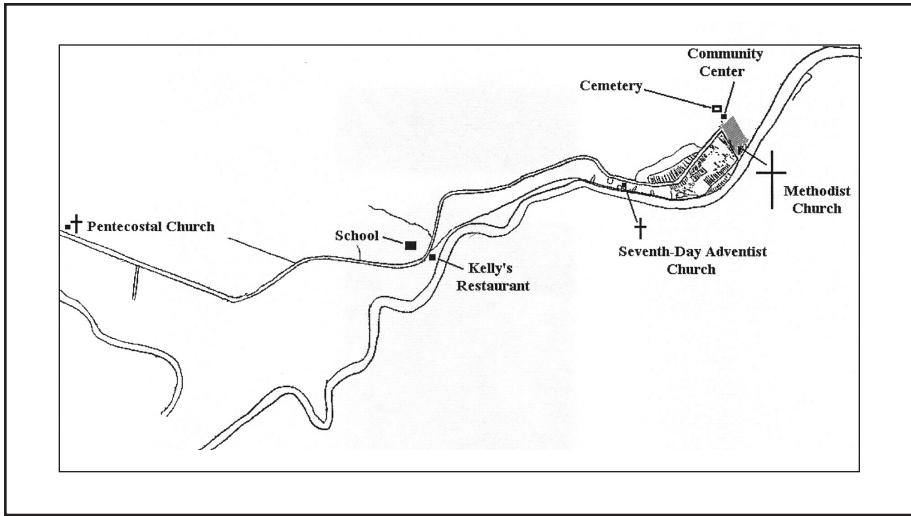 Community
Center
Cemetery
Methodist
Church
Pentecostal Church
School
Seventh-Day Adventist
Church
Kelly's
Restaurant